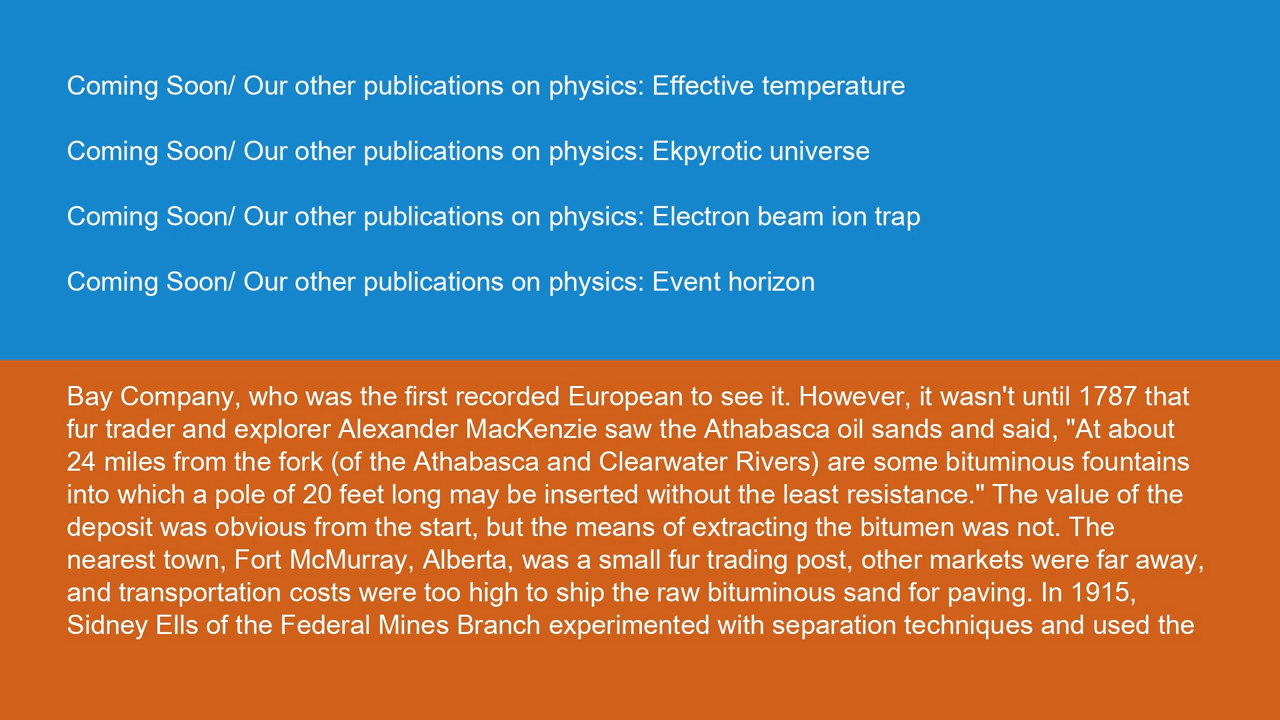 Coming Soon/ Our other publications on physics: Effective temperature
Coming Soon/ Our other publications on physics: Ekpyrotic universe
Coming Soon/ Our other publications on physics: Electron beam ion trap
Coming Soon/ Our other publications on physics: Event horizon
Bay Company, who was the first recorded European to see it. However, it wasn't until 1787 that
fur trader and explorer Alexander MacKenzie saw the Athabasca oil sands and said, "At about
24 miles from the fork (of the Athabasca and Clearwater Rivers) are some bituminous fountains
into which a pole of 20 feet long may be inserted without the least resistance." The value of the
deposit was obvious from the start, but the means of extracting the bitumen was not. The
nearest town, Fort McMurray, Alberta, was a small fur trading post, other markets were far away,
and transportation costs were too high to ship the raw bituminous sand for paving. In 1915,
Sidney Ells of the Federal Mines Branch experimented with separation techniques and used the